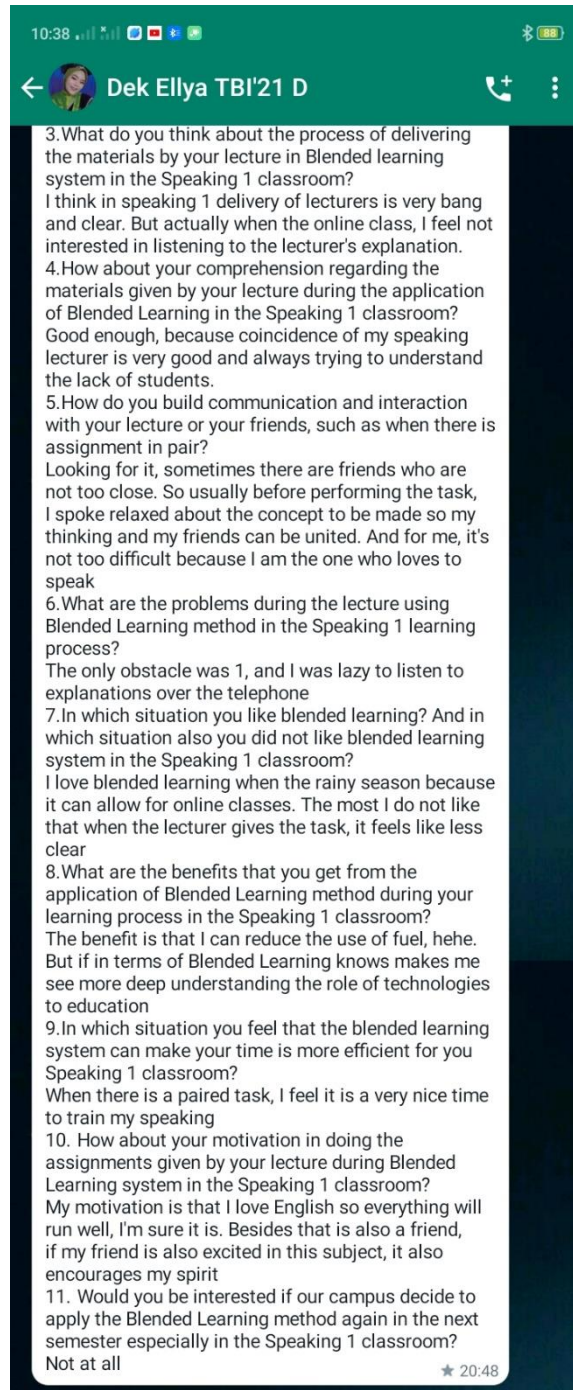 10:38
88
Dek Ellya TBI'21 D
3.What do you think about the process of delivering
the materials by your lecture in Blended learning
system in the Speaking 1 classroom?
I think in speaking 1 delivery of lecturers is very bang
and clear. But actually when the online class, I feel not
interested in listening to the lecturer's explanation.
4.How about your comprehension regarding the
materials given by your lecture during the application
of Blended Learning in the Speaking 1 classroom?
Good enough, because coincidence of my speaking
lecturer is very good and always trying to understand
the lack of students.
5.How do you build communication and interaction
with your lecture or your friends, such as when there is
assignment in pair?
Looking for it, sometimes there are friends who are
not too close. So usually before performing the task,
I spoke relaxed about the concept to be made so my
thinking and my friends can be united. And for me, it's
not too difficult because I am the one who loves to
speak
6.What are the problems during the lecture using
Blended Learning method in the Speaking 1 learning
process?
The only obstacle was 1, and I was lazy to listen to
explanations over the telephone
7.In which situation you like blended learning? And in
which situation also you did not like blended learning
system in the Speaking 1 classroom?
I love blended learning when the rainy season because
it can allow for online classes. The most I do not like
that when the lecturer gives the task, it feels like less
clear
8.What are the benefits that you get from the
application of Blended Learning method during your
learning process in the Speaking 1 classroom?
The benefit is that I can reduce the use of fuel, hehe.
But if in terms of Blended Learning knows makes me
see more deep understanding the role of technologies
to education
9.In which situation you feel that the blended learning
system can make your time is more efficient for you
Speaking 1 classroom?
When there is a paired task, I feel it is a very nice time
to train my speaking
10. How about your motivation in doing the
assignments given by your lecture during Blended
Learning system in the Speaking 1 classroom?
My motivation is that I love English so everything will
run well, I'm sure it is. Besides that is also a friend,
if my friend is also excited in this subject, it also
encourages my spirit
11. Would you be interested if our campus decide to
apply the Blended Learning method again in the next
semester especially in the Speaking 1 classroom?
Not at all
20:48